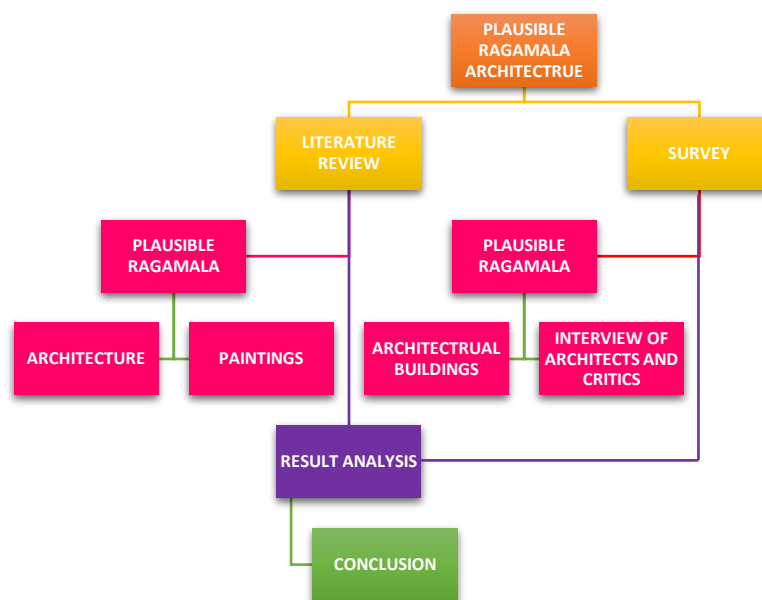 PLAUSIBLE
RAGAMALA
ARCHITECTRUE
LITERATURE
REVIEW
SURVEY
PLAUSIBLE
RAGAMALA
PLAUSIBLE
RAGAMALA
ARCHITECTURE
PAINTINGS
ARCHITECTRUAL
BUILDINGS
INTERVIEW OF
ARCHITECTS AND
CRITICS
RESULT ANALYSIS
CONCLUSION